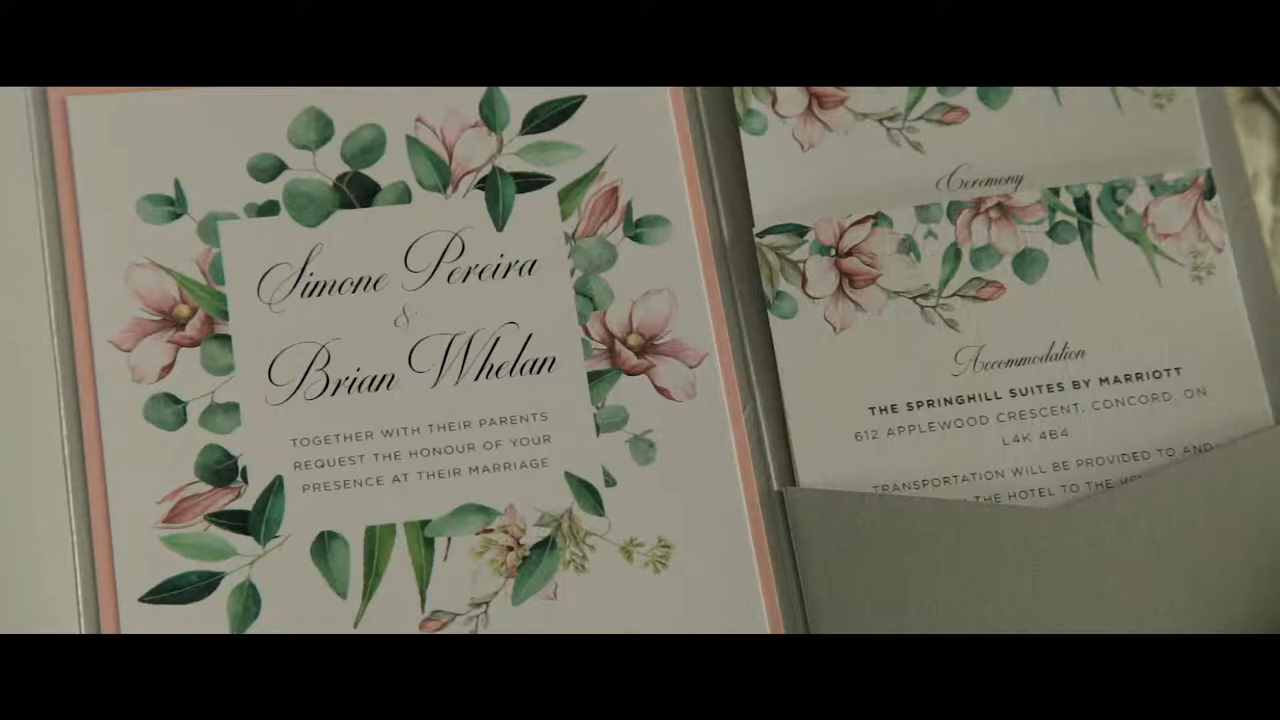 Simone Pereira
&
Brian Whelan
TOGETHER WITH THEIR PARENTS
REQUEST THE HONOUR OF YOUR
PRESENCE AT THEIR MARRIAGE
Ceremony
Accommodation
THE SPRINGHILL SUITES BY MARRIOTT
612 APPLEWOOD CRESCENT, CONCORD, ON
L4K 4B4
TRANSPORTATION WILL BE PROVIDED TO AND
THE HOTEL TO THE